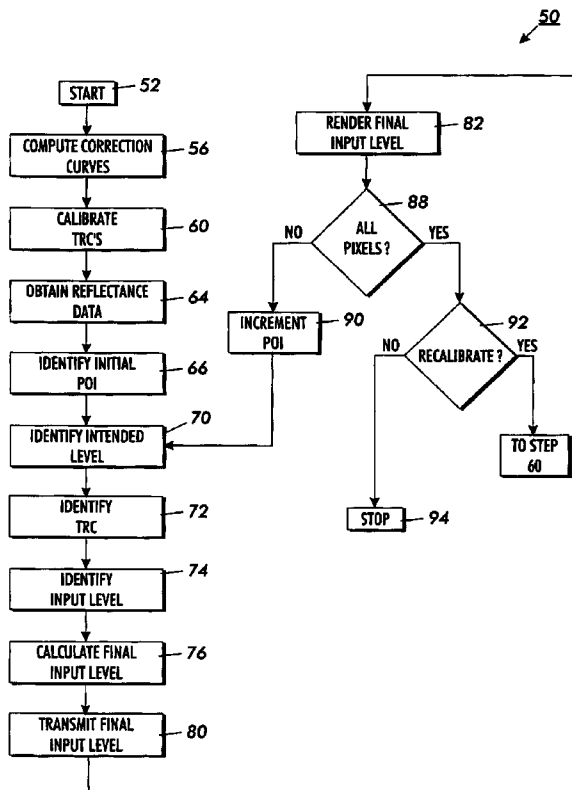 50
START 52
COMPUTE CORRECTION
CURVES 56
CALIBRATE
TRC'S 60
OBTAIN REFLECTANCE
DATA 64
IDENTIFY INITIAL
POI 66
IDENTIFY INTENDED
LEVEL 70
IDENTIFY
TRC 72
IDENTIFY
INPUT LEVEL 74
CALCULATE FINAL
INPUT LEVEL 76
TRANSMIT FINAL
INPUT LEVEL 80
RENDER FINAL
INPUT LEVEL 82
88
NO ALL YES
PIXELS ?
INCREMENT
POI 90
92
NO RECALIBRATE ? YES
TO STEP
60
STOP 94